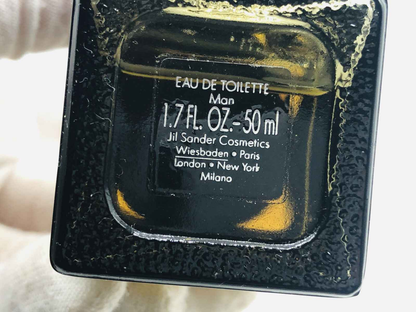 EAU DE TOILETTE
Man
1.7 FL. OZ.-50 ml
Jil Sander Cosmetics
Wiesbaden • Paris
London • New York
Milano